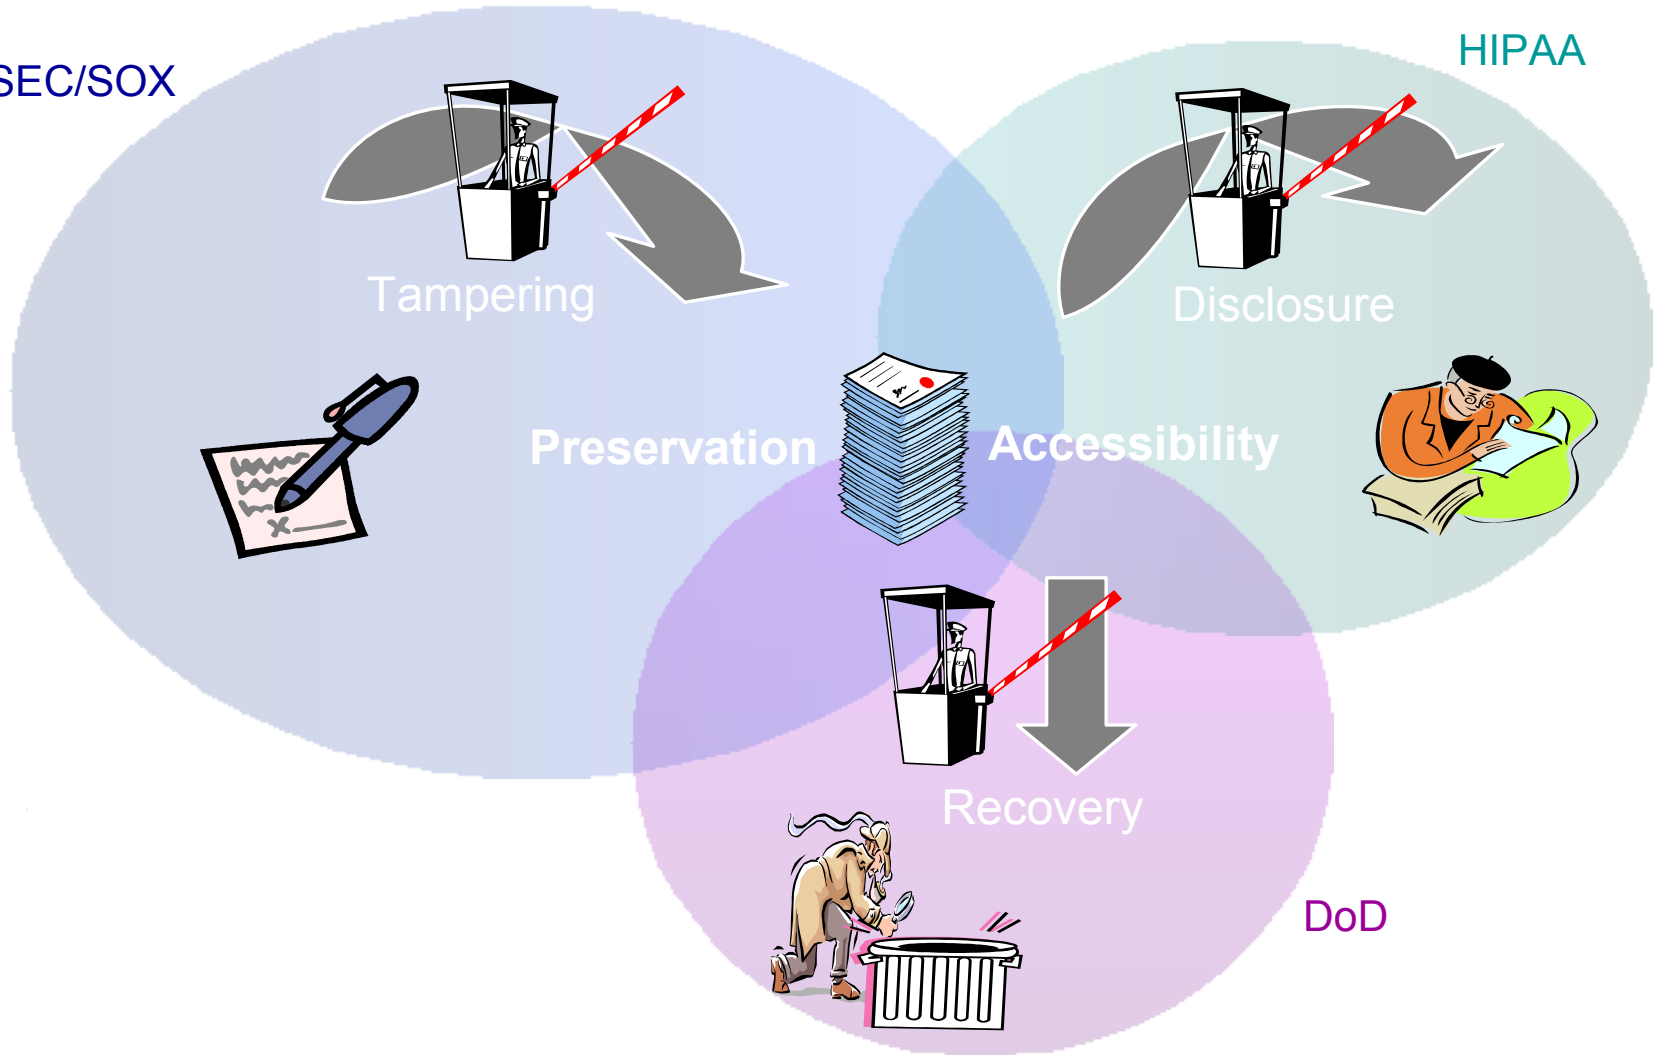 HIPAA
SEC/SOX
Tampering
Disclosure
Preservation
Accessibility
Recovery
DoD